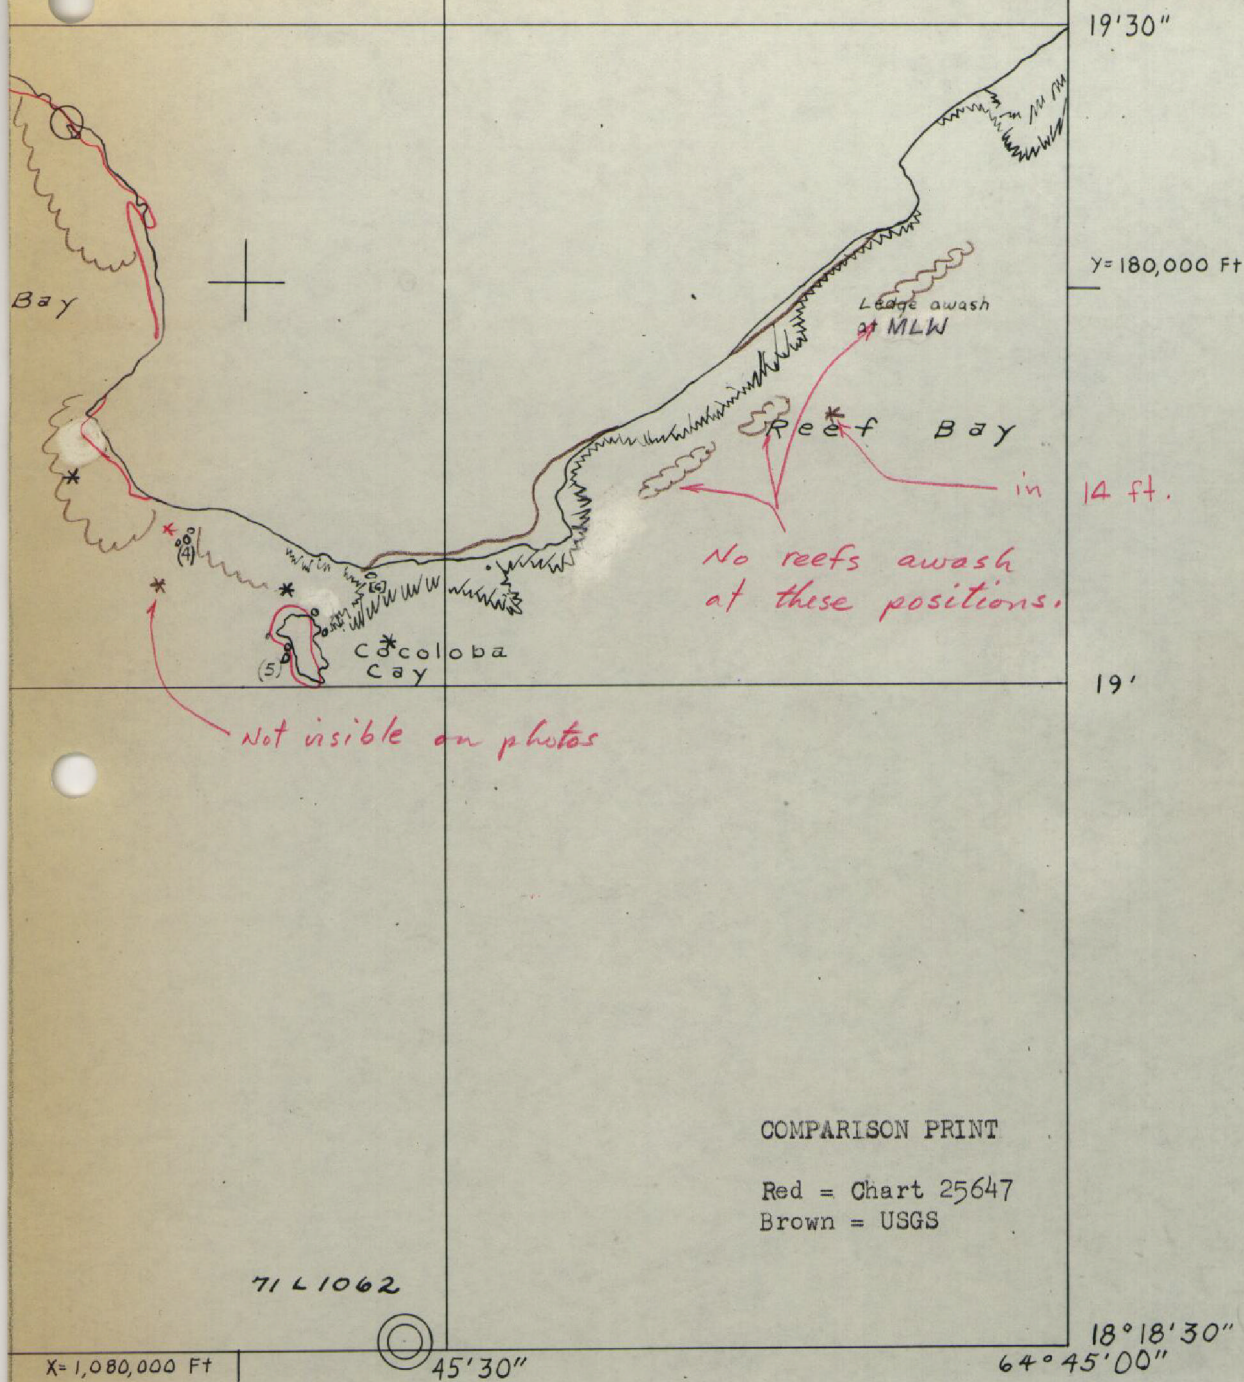 19'30"
Y=180,000 Ft
Bay
Ledge awash
at MLW
Reef Bay
in 14 ft.
No reefs awash
at these positions.
(4)
(6)
Cocoloba
Cay
(5)
19'
Not visible on photos
COMPARISON PRINT
Red = Chart 25647
Brown = USGS
71 L 1062
18°18'30"
X=1,080,000 Ft
45'30"
64°45'00"